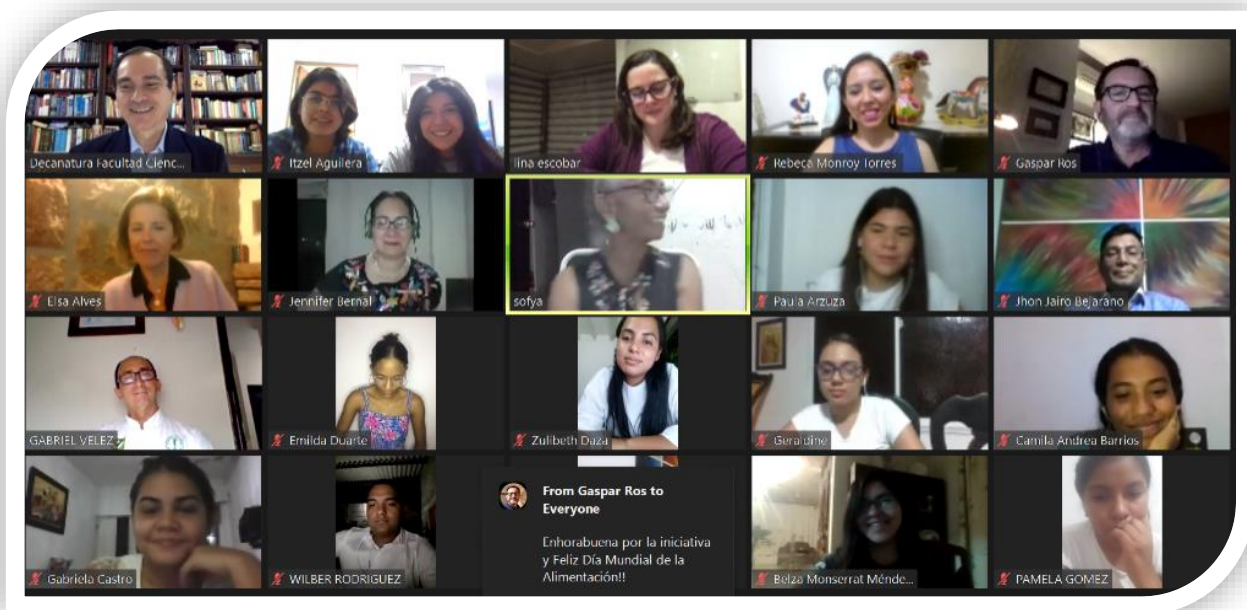 Decanatura Facultad Cienc...
Itzel Aguilera
lina escobar
Rebeca Monroy Torres
Gaspar Ros
Elsa Alves
Jennifer Bernal
sofya
Paula Arzuza
Jhon Jairo Bejarano
GABRIEL VELEZ
Emilda Duarte
Zulibeth Daza
Geraldine
Camila Andrea Barrios
Gabriela Castro
WILBER RODRIGUEZ
From Gaspar Ros to
Everyone
Enhorabuena por la iniciativa
y Feliz Día Mundial de la
Alimentación!!
Belza Monserrat Ménde...
PAMELA GOMEZ